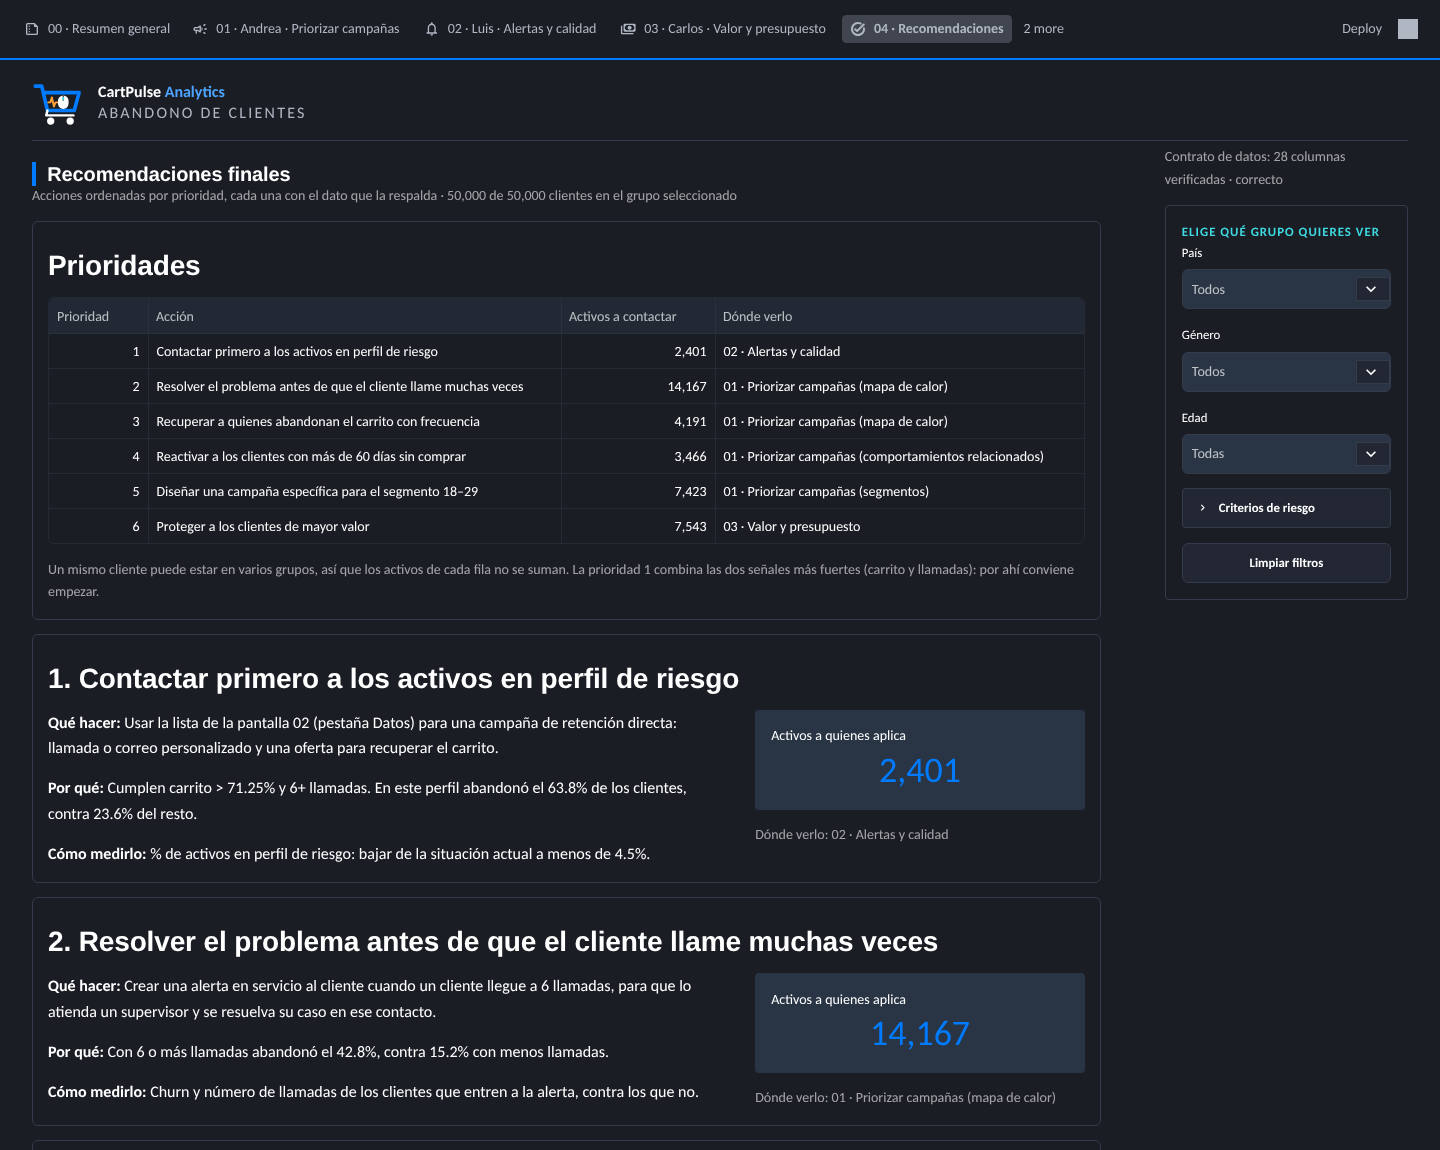 00 · Resumen general
01 · Andrea · Priorizar campañas
02 · Luis · Alertas y calidad
03 · Carlos · Valor y presupuesto
04 · Recomendaciones
2 more
Deploy
CartPulse Analytics
ABANDONO DE CLIENTES
Recomendaciones finales
Acciones ordenadas por prioridad, cada una con el dato que la respalda · 50,000 de 50,000 clientes en el grupo seleccionado
Prioridades
Prioridad Acción Activos a contactar Dónde verlo
1 Contactar primero a los activos en perfil de riesgo 2,401 02 · Alertas y calidad
2 Resolver el problema antes de que el cliente llame muchas veces 14,167 01 · Priorizar campañas (mapa de calor)
3 Recuperar a quienes abandonan el carrito con frecuencia 4,191 01 · Priorizar campañas (mapa de calor)
4 Reactivar a los clientes con más de 60 días sin comprar 3,466 01 · Priorizar campañas (comportamientos relacionados)
5 Diseñar una campaña específica para el segmento 18–29 7,423 01 · Priorizar campañas (segmentos)
6 Proteger a los clientes de mayor valor 7,543 03 · Valor y presupuesto
Un mismo cliente puede estar en varios grupos, así que los activos de cada fila no se suman. La prioridad 1 combina las dos señales más fuertes (carrito y llamadas): por ahí conviene
empezar.
1. Contactar primero a los activos en perfil de riesgo
Qué hacer: Usar la lista de la pantalla 02 (pestaña Datos) para una campaña de retención directa:
llamada o correo personalizado y una oferta para recuperar el carrito.
Por qué: Cumplen carrito > 71.25% y 6+ llamadas. En este perfil abandonó el 63.8% de los clientes,
contra 23.6% del resto.
Cómo medirlo: % de activos en perfil de riesgo: bajar de la situación actual a menos de 4.5%.
Activos a quienes aplica
2,401
Dónde verlo: 02 · Alertas y calidad
2. Resolver el problema antes de que el cliente llame muchas veces
Qué hacer: Crear una alerta en servicio al cliente cuando un cliente llegue a 6 llamadas, para que lo
atienda un supervisor y se resuelva su caso en ese contacto.
Por qué: Con 6 o más llamadas abandonó el 42.8%, contra 15.2% con menos llamadas.
Cómo medirlo: Churn y número de llamadas de los clientes que entren a la alerta, contra los que no.
Activos a quienes aplica
14,167
Dónde verlo: 01 · Priorizar campañas (mapa de calor)
Contrato de datos: 28 columnas
verificadas · correcto
ELIGE QUÉ GRUPO QUIERES VER
País
Todos
Género
Todos
Edad
Todas
Criterios de riesgo
Limpiar filtros